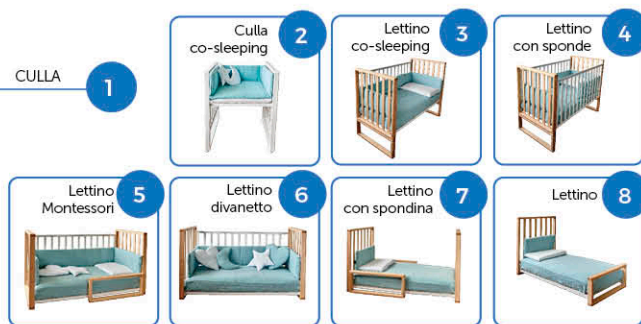 CULLA
1
Culla
co-sleeping
2
Lettino
co-sleeping
3
Lettino
con sponde
4
Lettino
Montessori
5
Lettino
divanetto
6
Lettino
con spondina
7
Lettino
8